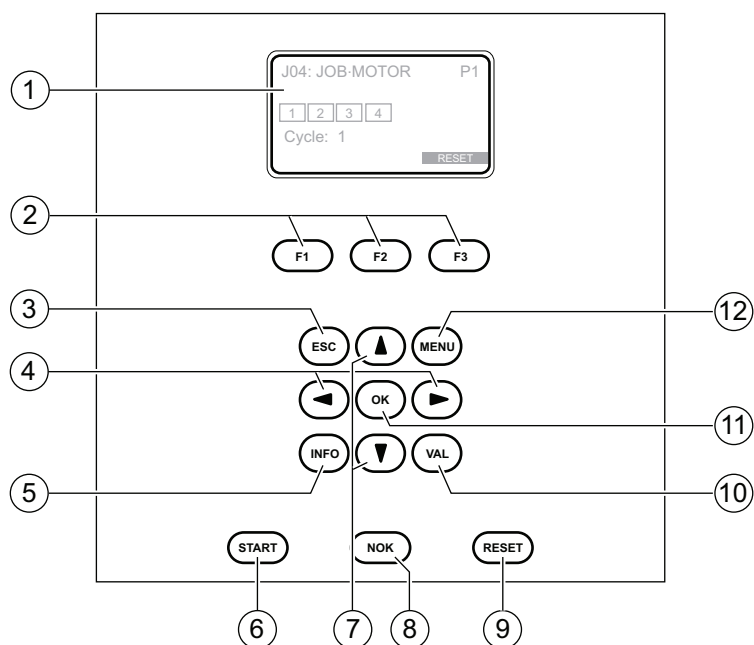 J04: JOB·MOTOR P1
1
1 2 3 4
Cycle: 1
RESET
2
F1 F2 F3
3
12
ESC MENU
4
OK
11
INFO VAL
5
10
START NOK RESET
6 7 8 9